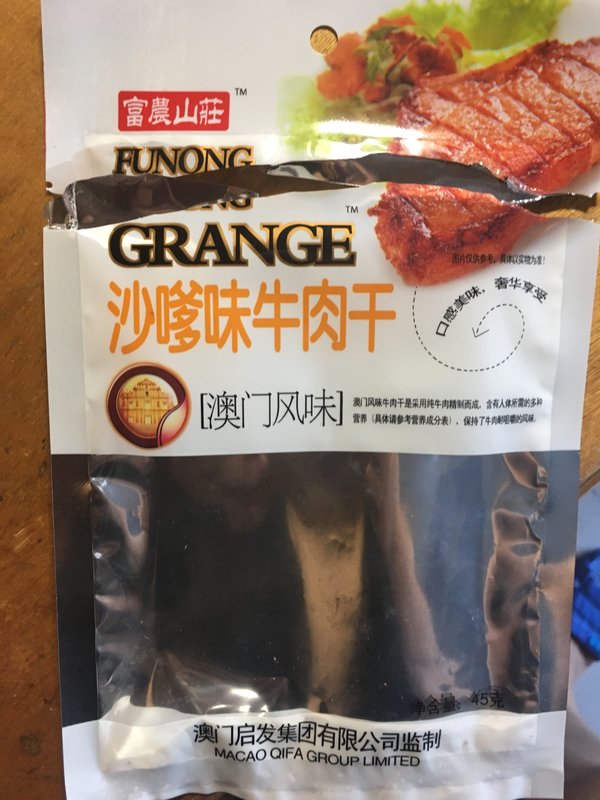 富農山莊™
FUNONG
GRANGE™
图片仅供参考，具体以实物为准！
沙嗲味牛肉干
口感美味，奢华享受
[澳门风味]
澳门风味牛肉干是采用纯牛肉精制而成，含有人体所需的多种
营养（具体请参考营养成分表），保持了牛肉耐咀嚼的风味。
净含量：45克
澳门启发集团有限公司监制
MACAO QIFA GROUP LIMITED